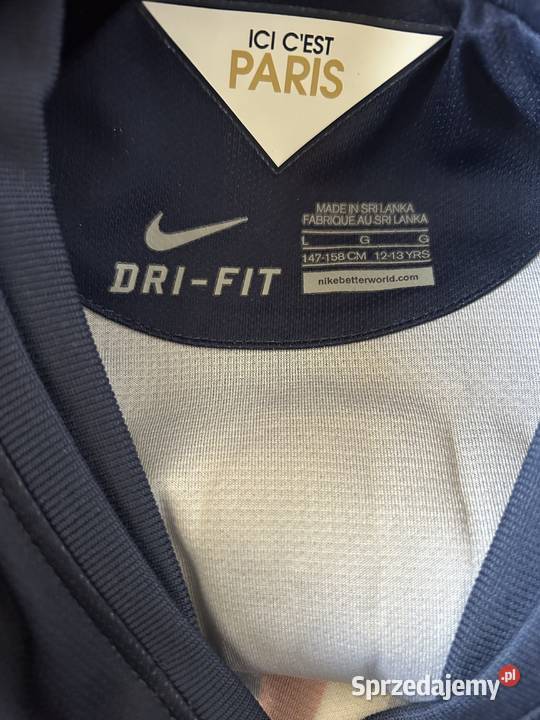 ICI C'EST
PARIS
DRI-FIT
MADE IN SRI LANKA
FABRIQUE AU SRI LANKA
L G G
147-158 CM 12-13 YRS
nikebetterworld.com
Sprzedajemy.pl